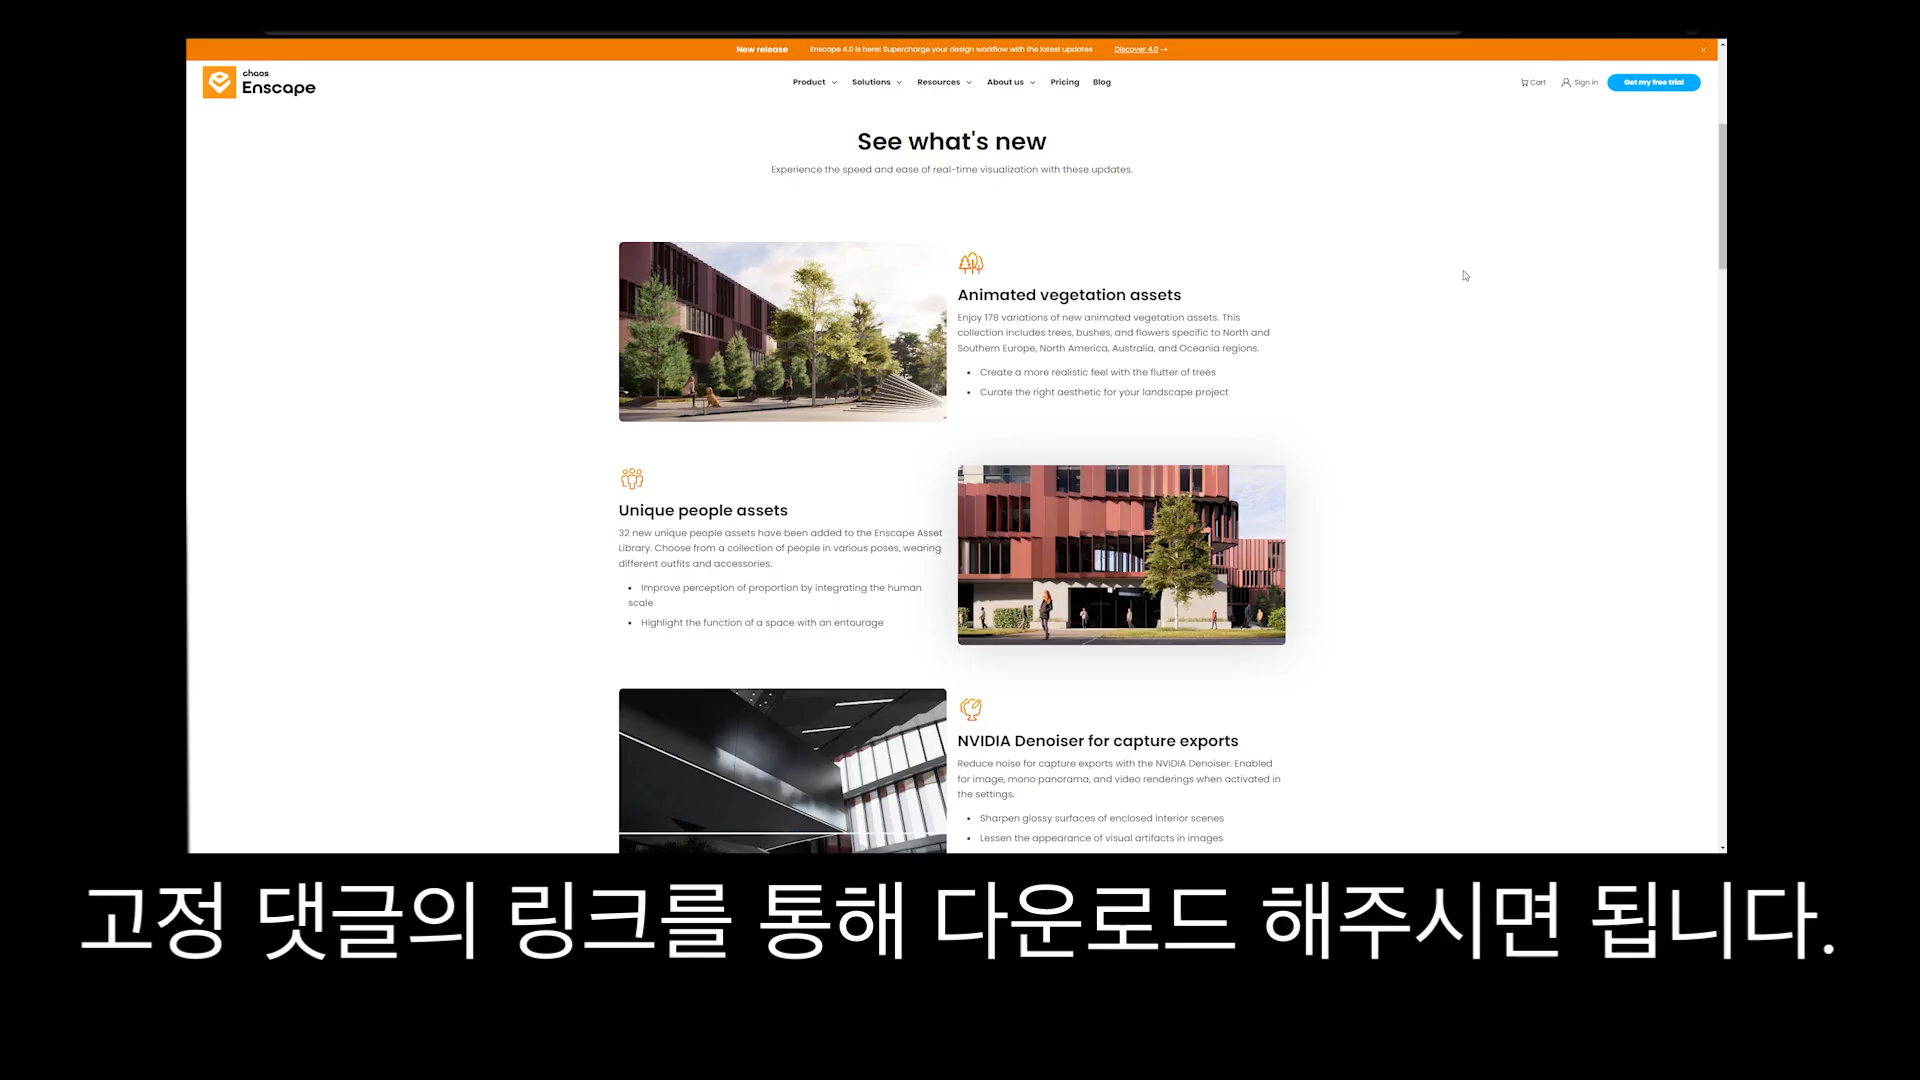 New release Enscape 4.0 is here! Supercharge your design workflow with the latest updates Discover 4.0 →
chaos
Enscape
Product Solutions Resources About us Pricing Blog
Cart Sign in Get my free trial
See what's new
Experience the speed and ease of real-time visualization with these updates.
Animated vegetation assets
Enjoy 178 variations of new animated vegetation assets. This
collection includes trees, bushes, and flowers specific to North and
Southern Europe, North America, Australia, and Oceania regions.
• Create a more realistic feel with the flutter of trees
• Curate the right aesthetic for your landscape project
Unique people assets
32 new unique people assets have been added to the Enscape Asset
Library. Choose from a collection of people in various poses, wearing
different outfits and accessories.
• Improve perception of proportion by integrating the human
scale
• Highlight the function of a space with an entourage
NVIDIA Denoiser for capture exports
Reduce noise for capture exports with the NVIDIA Denoiser. Enabled
for image, mono panorama, and video renderings when activated in
the settings.
• Sharpen glossy surfaces of enclosed interior scenes
• Lessen the appearance of visual artifacts in images
고정 댓글의 링크를 통해 다운로드 해주시면 됩니다.